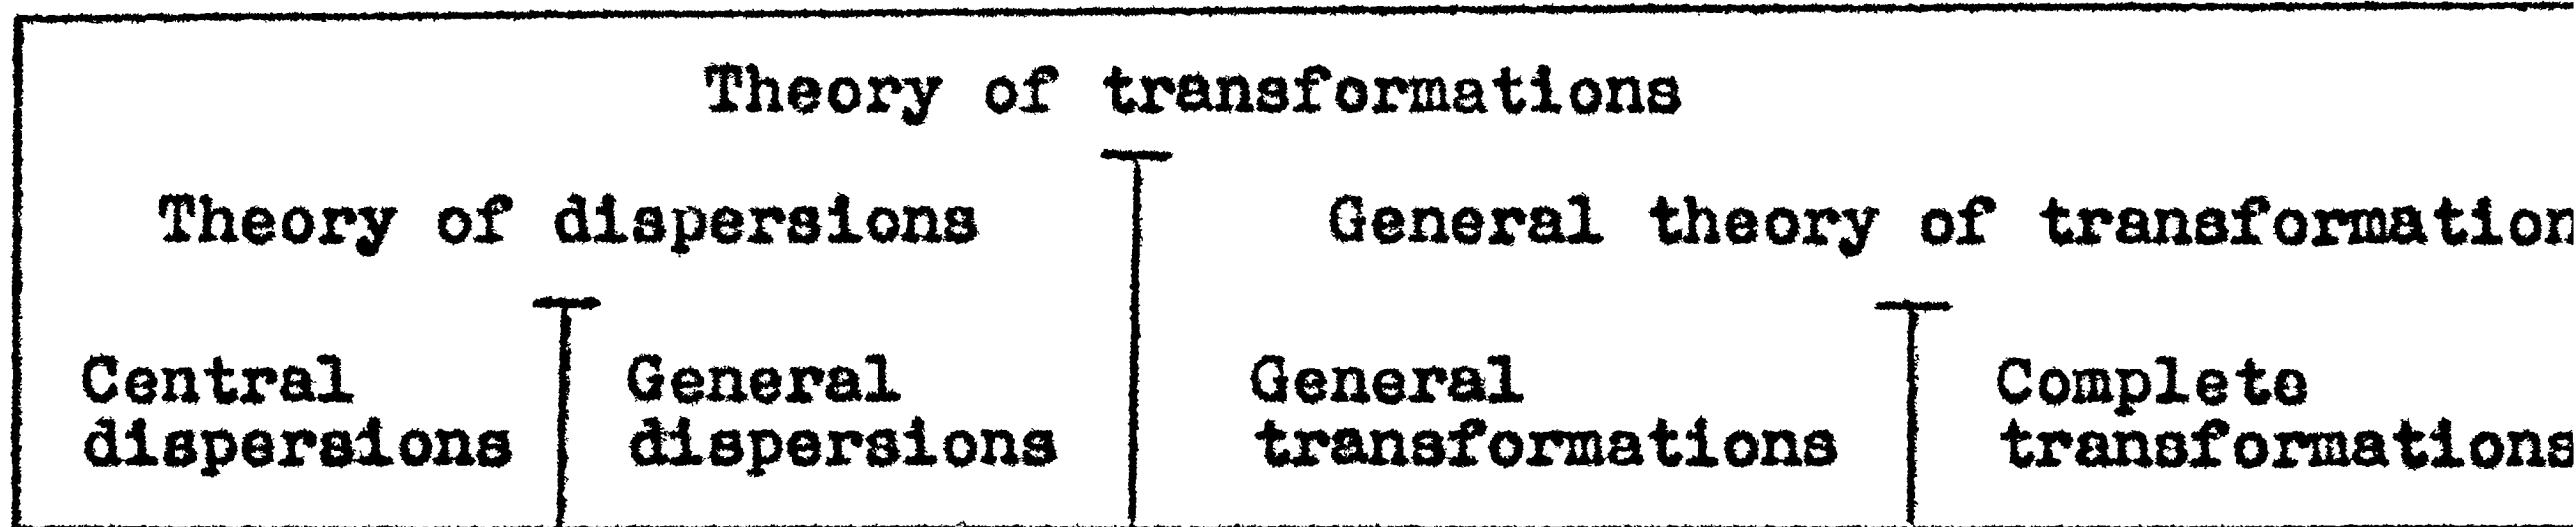 Theory of transformations
Theory of dispersions
General theory of transformation
Central
dispersions
General
dispersions
General
transformations
Complete
transformations